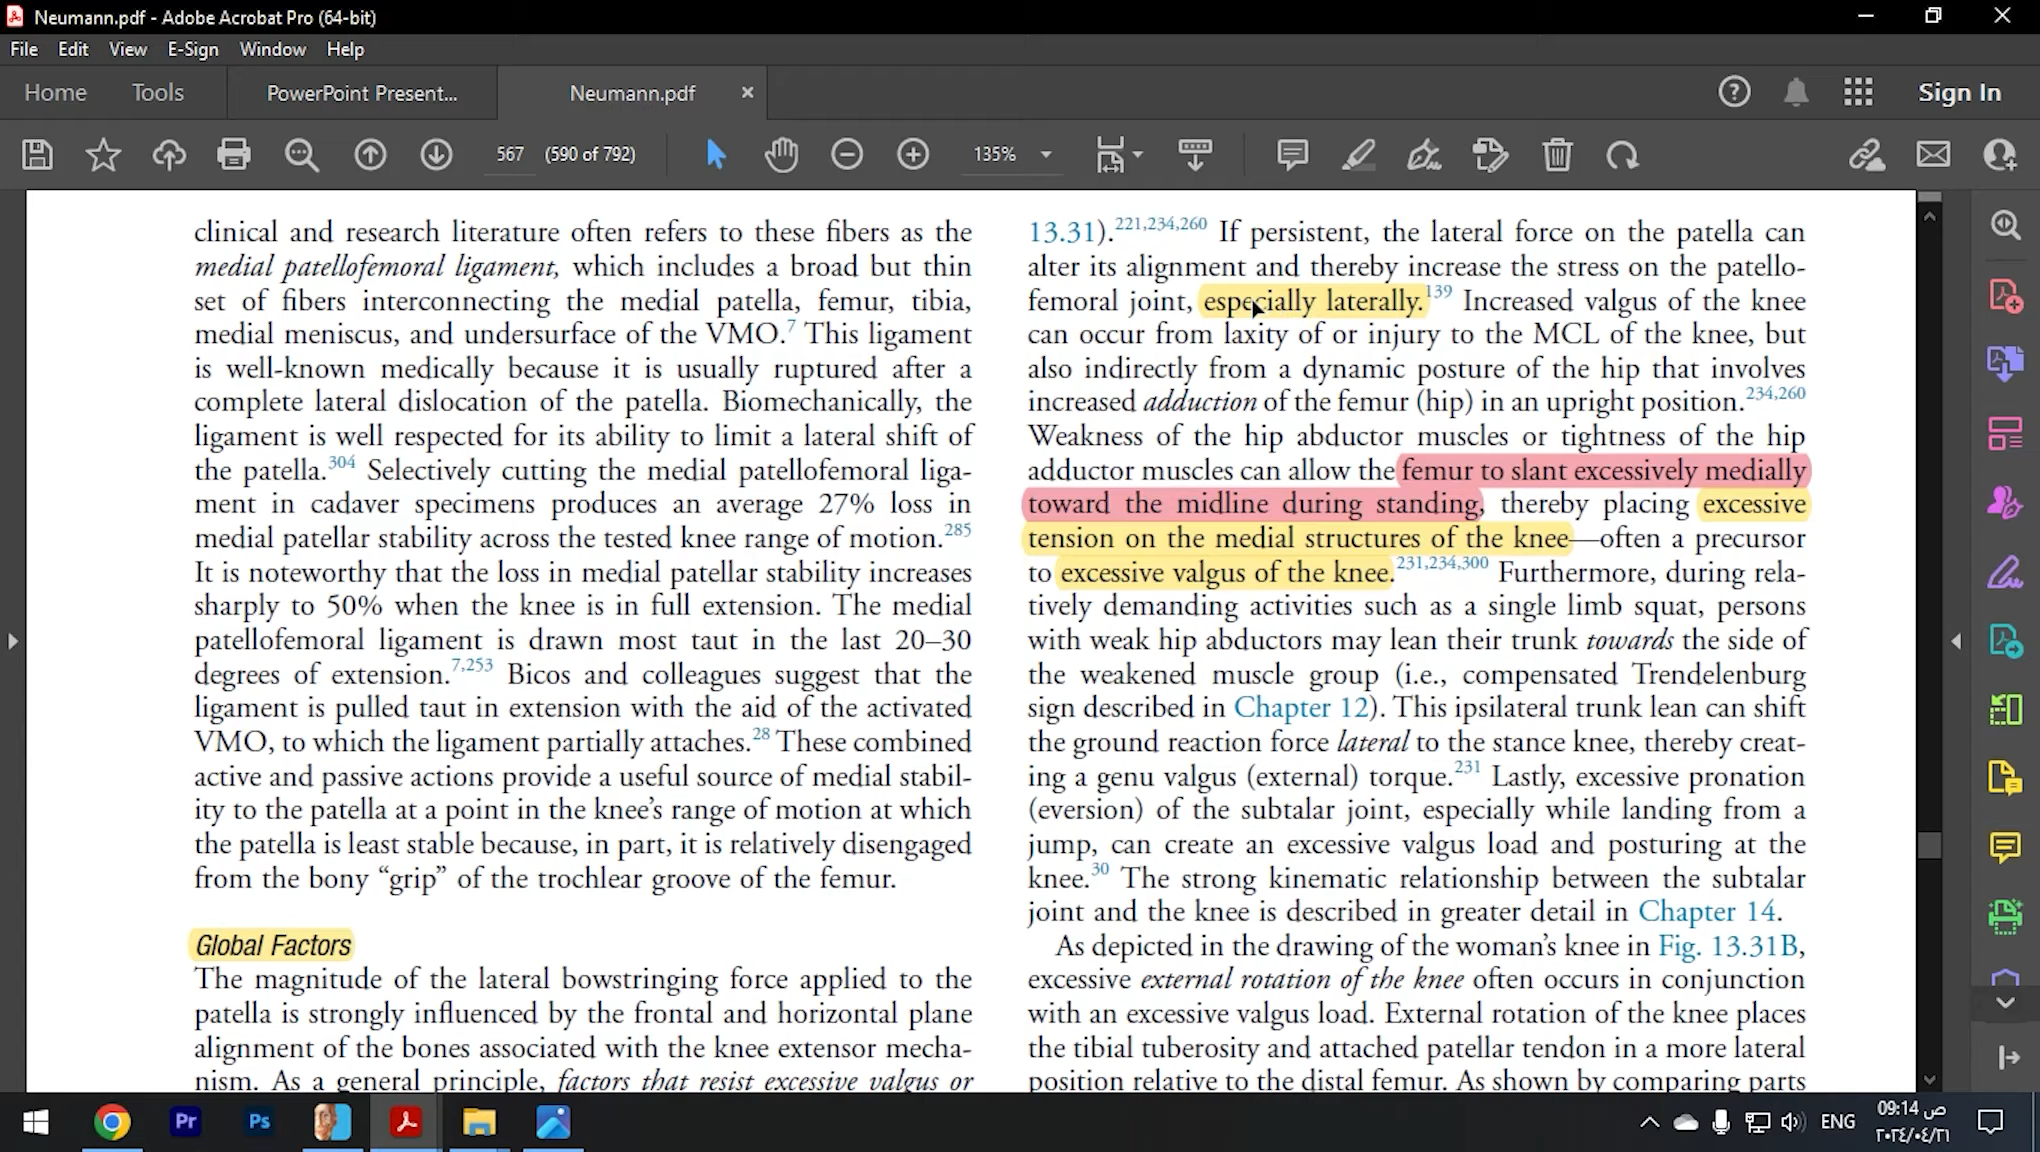 Neumann.pdf - Adobe Acrobat Pro (64-bit)
File Edit View E-Sign Window Help
Home Tools PowerPoint Present... Neumann.pdf × Sign In
567 (590 of 792) 135%
clinical and research literature often refers to these fibers as the
medial patellofemoral ligament, which includes a broad but thin
set of fibers interconnecting the medial patella, femur, tibia,
medial meniscus, and undersurface of the VMO.7 This ligament
is well-known medically because it is usually ruptured after a
complete lateral dislocation of the patella. Biomechanically, the
ligament is well respected for its ability to limit a lateral shift of
the patella.304 Selectively cutting the medial patellofemoral liga-
ment in cadaver specimens produces an average 27% loss in
medial patellar stability across the tested knee range of motion.285
It is noteworthy that the loss in medial patellar stability increases
sharply to 50% when the knee is in full extension. The medial
patellofemoral ligament is drawn most taut in the last 20–30
degrees of extension.7,253 Bicos and colleagues suggest that the
ligament is pulled taut in extension with the aid of the activated
VMO, to which the ligament partially attaches.28 These combined
active and passive actions provide a useful source of medial stabil-
ity to the patella at a point in the knee's range of motion at which
the patella is least stable because, in part, it is relatively disengaged
from the bony “grip” of the trochlear groove of the femur.
Global Factors
The magnitude of the lateral bowstringing force applied to the
patella is strongly influenced by the frontal and horizontal plane
alignment of the bones associated with the knee extensor mecha-
nism. As a general principle, factors that resist excessive valgus or
13.31).221,234,260 If persistent, the lateral force on the patella can
alter its alignment and thereby increase the stress on the patello-
femoral joint, especially laterally.139 Increased valgus of the knee
can occur from laxity of or injury to the MCL of the knee, but
also indirectly from a dynamic posture of the hip that involves
increased adduction of the femur (hip) in an upright position.234,260
Weakness of the hip abductor muscles or tightness of the hip
adductor muscles can allow the femur to slant excessively medially
toward the midline during standing, thereby placing excessive
tension on the medial structures of the knee—often a precursor
to excessive valgus of the knee.231,234,300 Furthermore, during rela-
tively demanding activities such as a single limb squat, persons
with weak hip abductors may lean their trunk towards the side of
the weakened muscle group (i.e., compensated Trendelenburg
sign described in Chapter 12). This ipsilateral trunk lean can shift
the ground reaction force lateral to the stance knee, thereby creat-
ing a genu valgus (external) torque.231 Lastly, excessive pronation
(eversion) of the subtalar joint, especially while landing from a
jump, can create an excessive valgus load and posturing at the
knee.30 The strong kinematic relationship between the subtalar
joint and the knee is described in greater detail in Chapter 14.
As depicted in the drawing of the woman's knee in Fig. 13.31B,
excessive external rotation of the knee often occurs in conjunction
with an excessive valgus load. External rotation of the knee places
the tibial tuberosity and attached patellar tendon in a more lateral
position relative to the distal femur. As shown by comparing parts
Pr Ps ENG
09:14 ص
٢٠٢٤/٠٤/٢١